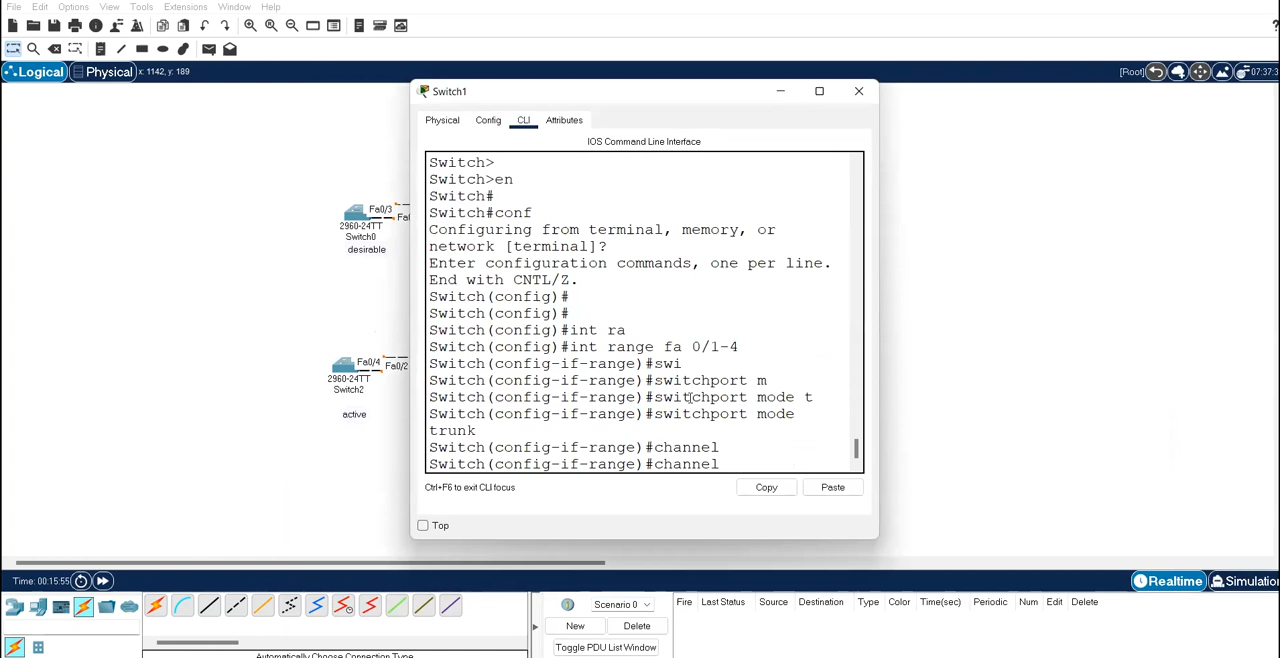 File Edit Options View Tools Extensions Window Help
?
Logical Physical x: 1142, y: 189 [Root] 07:37:3
Switch1
Physical Config CLI Attributes
IOS Command Line Interface
Switch>
Switch>en
Switch#
Switch#conf
Configuring from terminal, memory, or
network [terminal]?
Enter configuration commands, one per line.
End with CNTL/Z.
Switch(config)#
Switch(config)#
Switch(config)#int ra
Switch(config)#int range fa 0/1-4
Switch(config-if-range)#swi
Switch(config-if-range)#switchport m
Switch(config-if-range)#switchport mode t
Switch(config-if-range)#switchport mode
trunk
Switch(config-if-range)#channel
Switch(config-if-range)#channel
Ctrl+F6 to exit CLI focus
Copy Paste
Top
Fa0/3
Fa
2960-24TT
Switch0
desirable
Fa0/4
Fa0/2
2960-24TT
Switch2
active
Time: 00:15:55 Realtime Simulation
Scenario 0
New Delete
Toggle PDU List Window
Fire Last Status Source Destination Type Color Time(sec) Periodic Num Edit Delete
Automatically Choose Connection Type